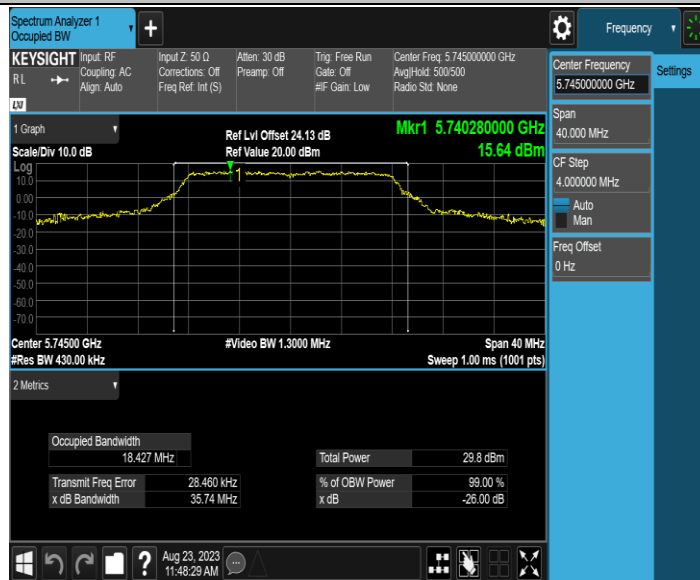 Spectrum Analyzer 1
Occupied BW
Frequency
KEYSIGHT
RL
LXI
Input: RF
Coupling: AC
Align: Auto
Input Z: 50 Ω
Corrections: Off
Freq Ref: Int (S)
Atten: 30 dB
Preamp: Off
Trig: Free Run
Gate: Off
#IF Gain: Low
Center Freq: 5.745000000 GHz
Avg|Hold: 500/500
Radio Std: None
Center Frequency
5.745000000 GHz
Settings
Span
40.000 MHz
CF Step
4.000000 MHz
Auto
Man
Freq Offset
0 Hz
1 Graph
Scale/Div 10.0 dB
Ref Lvl Offset 24.13 dB
Ref Value 20.00 dBm
Mkr1 5.740280000 GHz
15.64 dBm
Log
10.0
0.00
-10.0
-20.0
-30.0
-40.0
-50.0
-60.0
-70.0
1
Center 5.74500 GHz
#Video BW 1.3000 MHz
Span 40 MHz
#Res BW 430.00 kHz
Sweep 1.00 ms (1001 pts)
2 Metrics
Occupied Bandwidth
18.427 MHz
Total Power 29.8 dBm
Transmit Freq Error 28.460 kHz
% of OBW Power 99.00 %
x dB Bandwidth 35.74 MHz
x dB -26.00 dB
?
Aug 23, 2023
11:48:29 AM